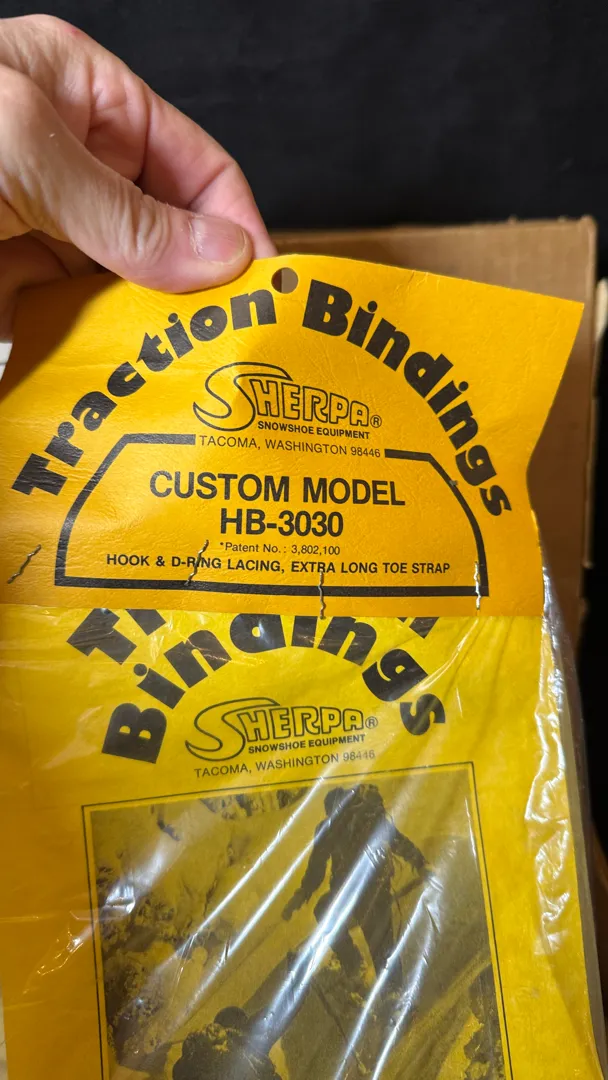 Traction Bindings
SHERPA®
SNOWSHOE EQUIPMENT
TACOMA, WASHINGTON 98446
CUSTOM MODEL
HB-3030
*Patent No.: 3,802,100
HOOK & D-RING LACING, EXTRA LONG TOE STRAP
Bindings
SHERPA®
SNOWSHOE EQUIPMENT
TACOMA, WASHINGTON 98446